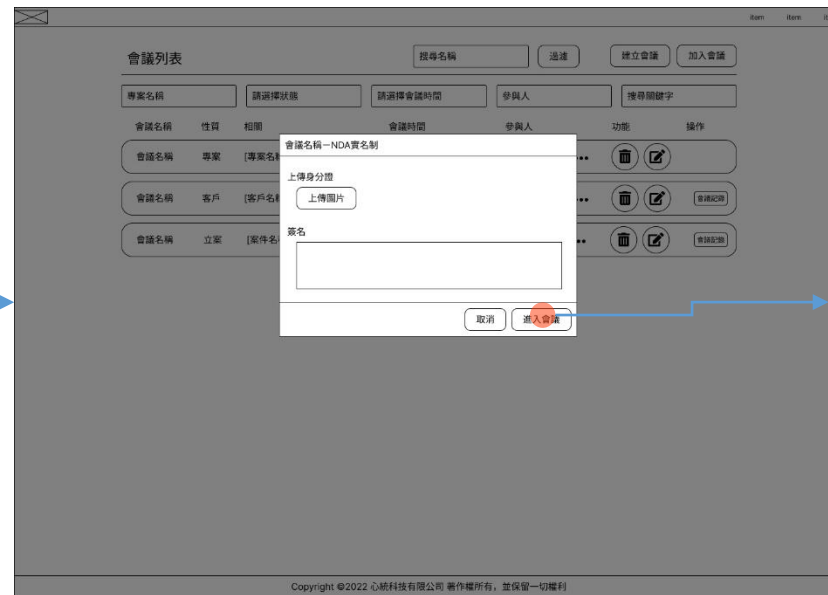 item item
會議列表 搜尋名稱 過濾 建立會議 加入會議
專案名稱 請選擇狀態 請選擇會議時間 參與人 搜尋關鍵字
會議名稱 性質 相關 會議時間 參與人 功能 操作
會議名稱－NDA實名制
會議名稱 專案 [專案名稱
上傳身分證
會議名稱 客戶 [客戶名稱 上傳圖片 會議記錄
簽名
會議名稱 立案 [案件名 會議記錄
取消 進入會議
Copyright ©2022 心統科技有限公司 著作權所有，並保留一切權利